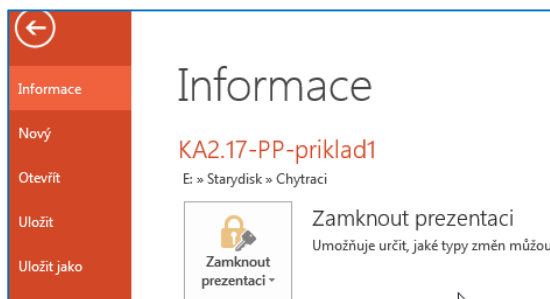 Informace
Nový
Otevřít
Uložit
Uložit jako
Informace
KA2.17-PP-priklad1
E: » Starydisk » Chytraci
Zamknout
prezentaci
Zamknout prezentaci
Umožňuje určit, jaké typy změn můžou